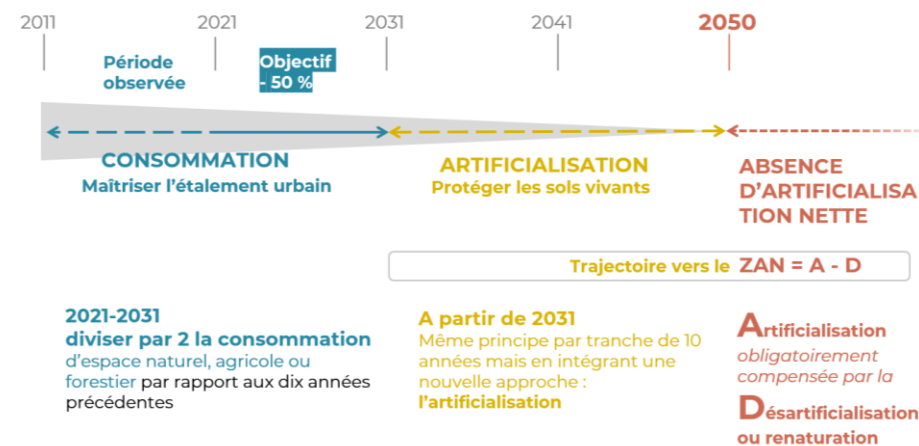 2011
2021
2031
2041
2050
Période
observée
Objectif
- 50 %
CONSOMMATION
Maîtriser l’étalement urbain
ARTIFICIALISATION
Protéger les sols vivants
ABSENCE
D’ARTIFICIALISA
TION NETTE
Trajectoire vers le ZAN = A - D
2021-2031
diviser par 2 la consommation
d’espace naturel, agricole ou
forestier par rapport aux dix années
précédentes
A partir de 2031
Même principe par tranche de 10
années mais en intégrant une
nouvelle approche :
l’artificialisation
Artificialisation
obligatoirement
compensée par la
Désartificialisation
ou renaturation